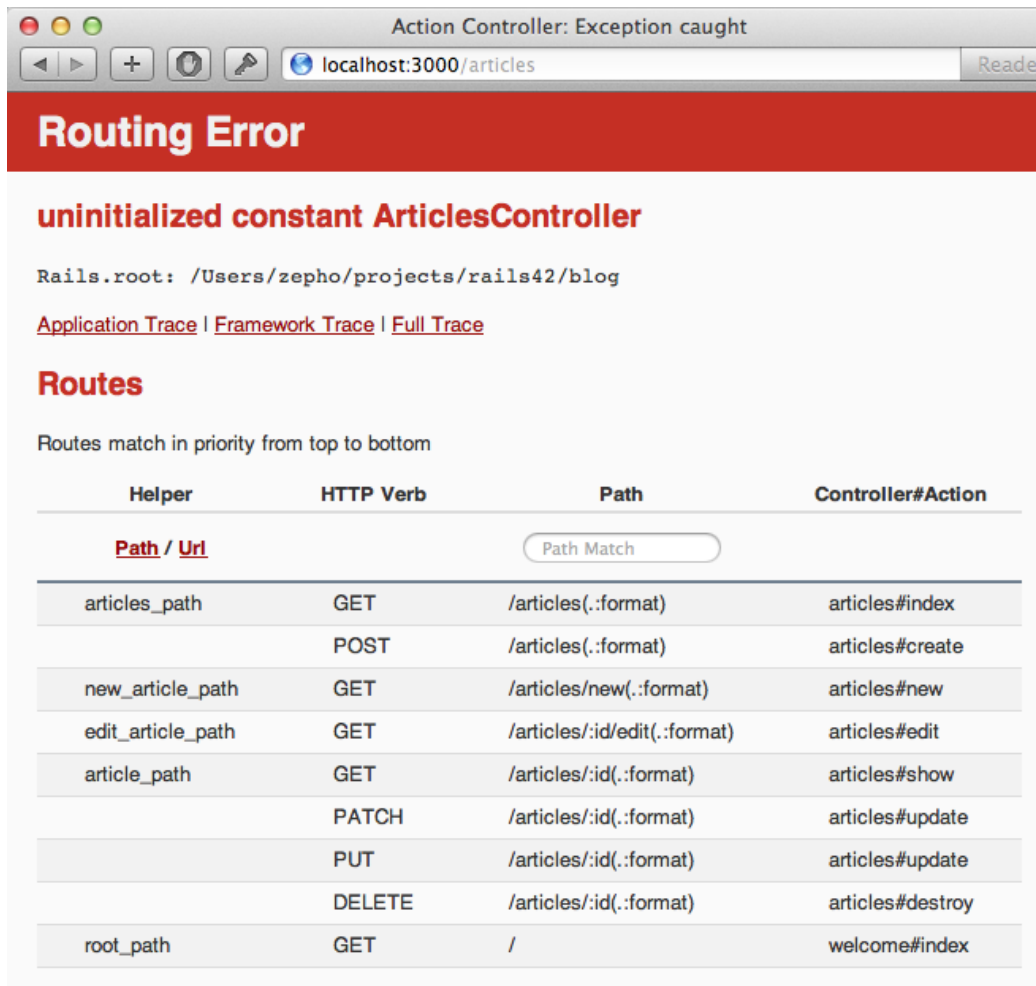 Action Controller: Exception caught
localhost:3000/articles
Reade
Routing Error
uninitialized constant ArticlesController
Rails.root: /Users/zepho/projects/rails42/blog
Application Trace | Framework Trace | Full Trace
Routes
Routes match in priority from top to bottom
Helper HTTP Verb Path Controller#Action
Path / Url Path Match
articles_path GET /articles(.:format) articles#index
POST /articles(.:format) articles#create
new_article_path GET /articles/new(.:format) articles#new
edit_article_path GET /articles/:id/edit(.:format) articles#edit
article_path GET /articles/:id(.:format) articles#show
PATCH /articles/:id(.:format) articles#update
PUT /articles/:id(.:format) articles#update
DELETE /articles/:id(.:format) articles#destroy
root_path GET / welcome#index